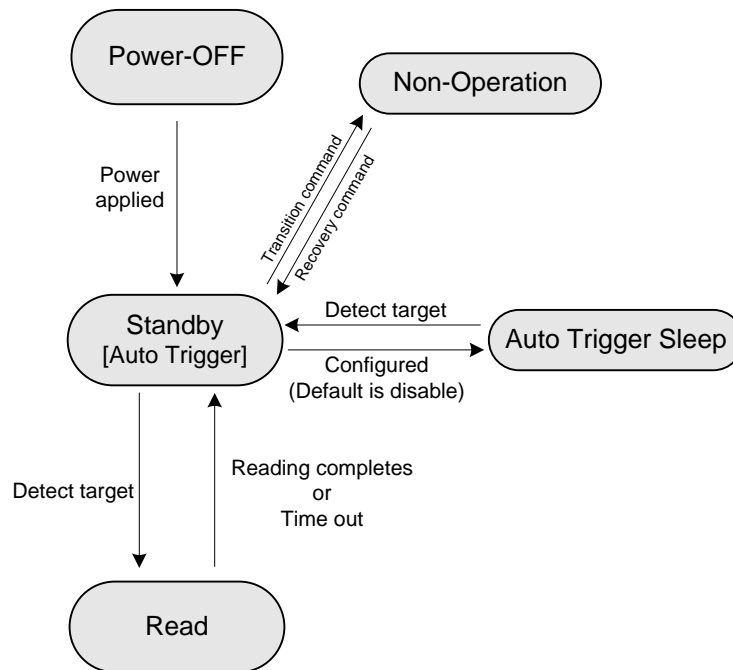 Power-OFF
Non-Operation
Power
applied
Transition command
Recovery command
Standby
[Auto Trigger]
Detect target
Auto Trigger Sleep
Configured
(Default is disable)
Detect target
Reading completes
or
Time out
Read